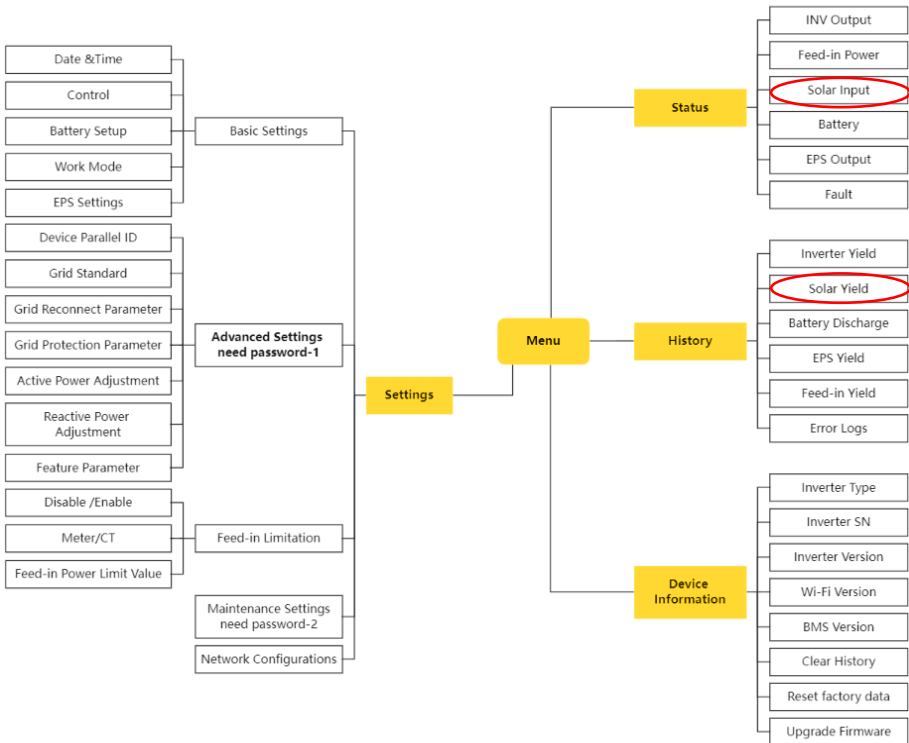 Date &Time
Control
Battery Setup
Work Mode
EPS Settings
Basic Settings
Device Parallel ID
Grid Standard
Grid Reconnect Parameter
Grid Protection Parameter
Active Power Adjustment
Reactive Power
Adjustment
Feature Parameter
Advanced Settings
need password-1
Disable /Enable
Meter/CT
Feed-in Power Limit Value
Feed-in Limitation
Maintenance Settings
need password-2
Network Configurations
Settings
Menu
Status
INV Output
Feed-in Power
Solar Input
Battery
EPS Output
Fault
History
Inverter Yield
Solar Yield
Battery Discharge
EPS Yield
Feed-in Yield
Error Logs
Device
Information
Inverter Type
Inverter SN
Inverter Version
Wi-Fi Version
BMS Version
Clear History
Reset factory data
Upgrade Firmware